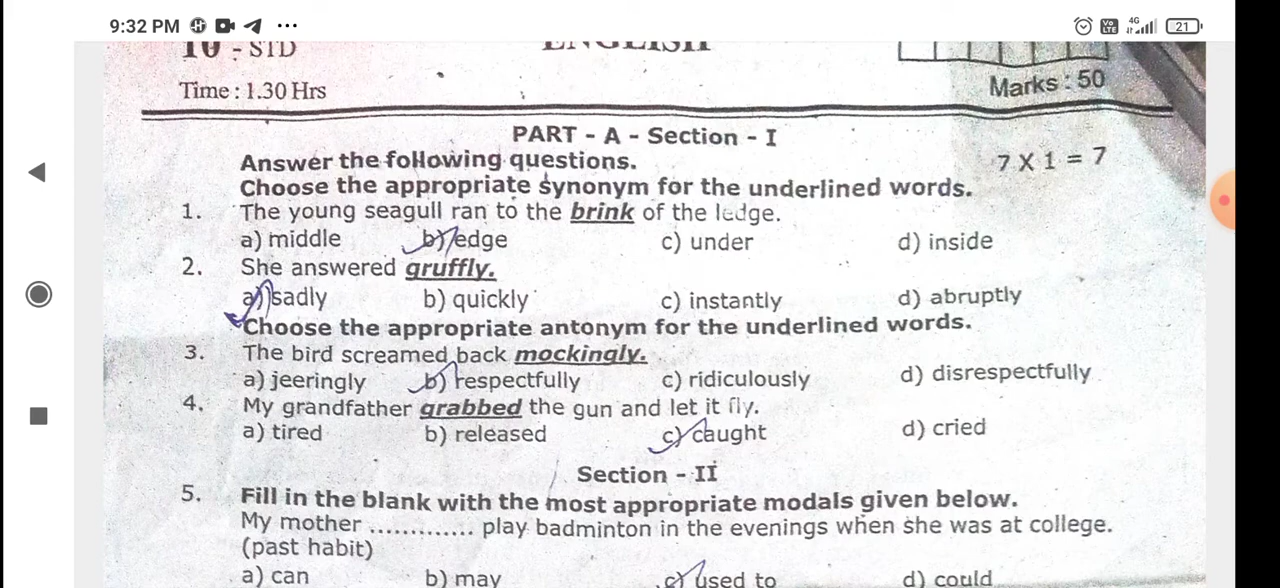 9:32 PM
4G
21
10 - STD ENGLISH
Time : 1.30 Hrs Marks : 50
PART - A - Section - I
Answer the following questions. 7 X 1 = 7
Choose the appropriate synonym for the underlined words.
1. The young seagull ran to the brink of the ledge.
a) middle b) edge c) under d) inside
2. She answered gruffly.
a) sadly b) quickly c) instantly d) abruptly
Choose the appropriate antonym for the underlined words.
3. The bird screamed back mockingly.
a) jeeringly b) respectfully c) ridiculously d) disrespectfully
4. My grandfather grabbed the gun and let it fly.
a) tired b) released c) caught d) cried
Section - II
5. Fill in the blank with the most appropriate modals given below.
My mother ............. play badminton in the evenings when she was at college.
(past habit)
a) can b) may c) used to d) could